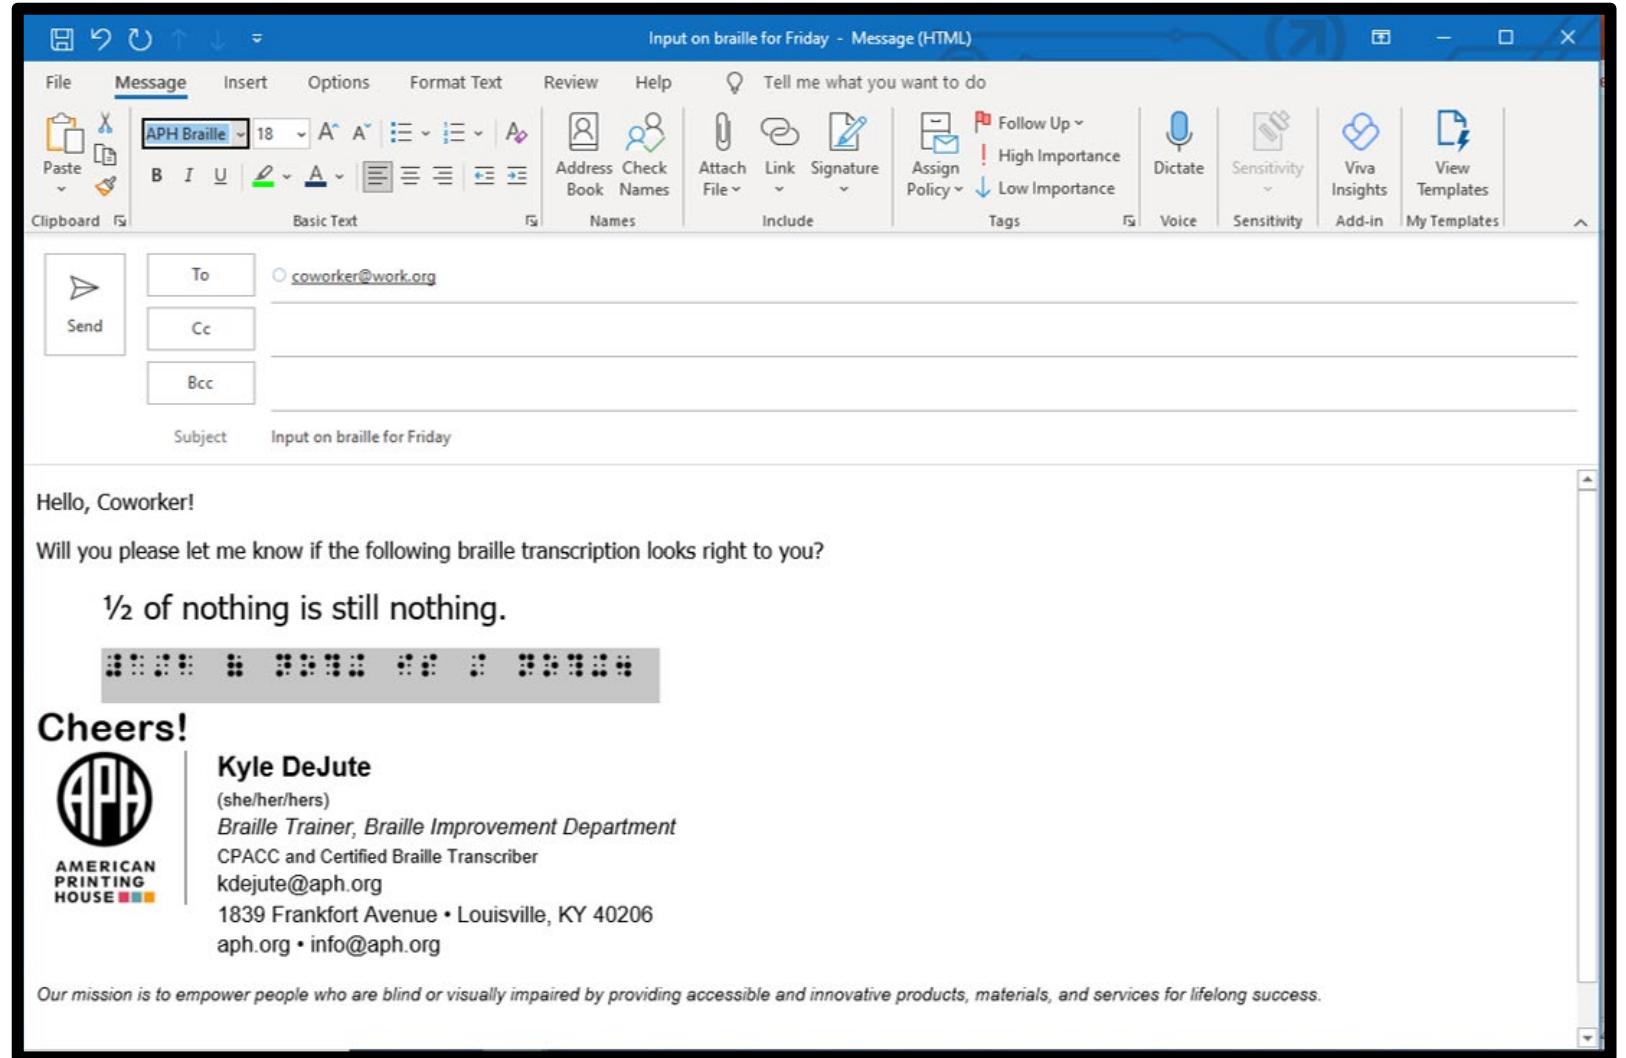 Input on braille for Friday - Message (HTML)
File Message Insert Options Format Text Review Help Tell me what you want to do
Paste
APH Braille 18
B I U
Address Book
Check Names
Attach File
Link
Signature
Assign Policy
Follow Up
High Importance
Low Importance
Dictate
Sensitivity
Viva Insights
View Templates
Clipboard Basic Text Names Include Tags Voice Sensitivity Add-in My Templates
Send
To coworker@work.org
Cc
Bcc
Subject Input on braille for Friday
Hello, Coworker!
Will you please let me know if the following braille transcription looks right to you?
½ of nothing is still nothing.
⠼⠁⠌⠃ ⠷ ⠝⠕⠹⠬ ⠊⠎ ⠌ ⠝⠕⠹⠬⠲
Cheers!
APH
AMERICAN
PRINTING
HOUSE
Kyle DeJute
(she/her/hers)
Braille Trainer, Braille Improvement Department
CPACC and Certified Braille Transcriber
kdejute@aph.org
1839 Frankfort Avenue • Louisville, KY 40206
aph.org • info@aph.org
Our mission is to empower people who are blind or visually impaired by providing accessible and innovative products, materials, and services for lifelong success.